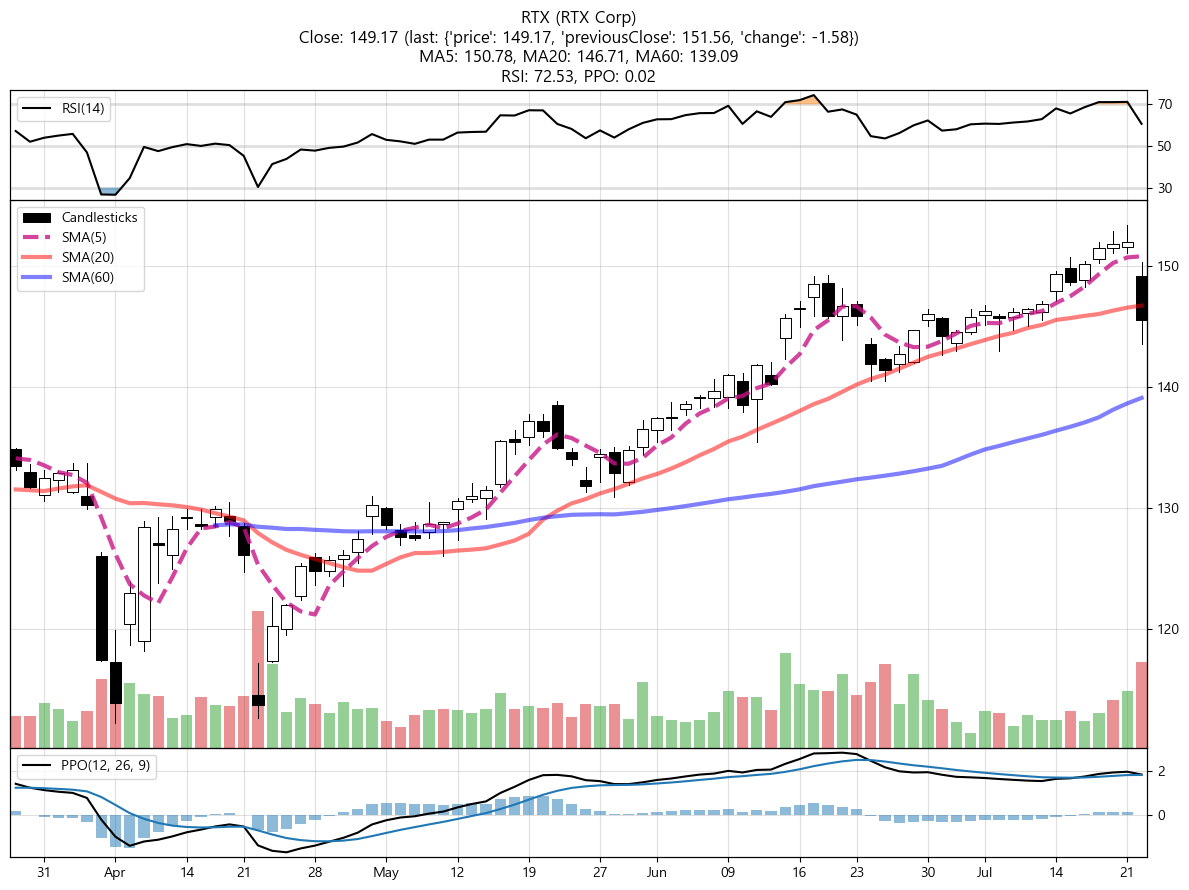 RTX (RTX Corp)
Close: 149.17 (last: {'price': 149.17, 'previousClose': 151.56, 'change': -1.58})
MA5: 150.78, MA20: 146.71, MA60: 139.09
RSI: 72.53, PPO: 0.02
RSI(14)
70
50
30
Candlesticks
SMA(5)
SMA(20)
SMA(60)
150
140
130
120
PPO(12, 26, 9)
2
0
31 Apr 14 21 28 May 12 19 27 Jun 09 16 23 30 Jul 14 21